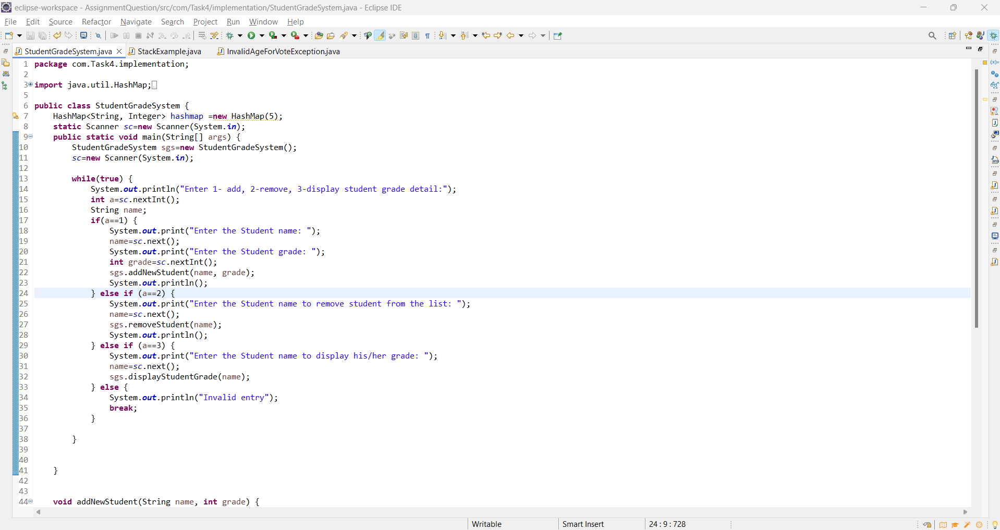 eclipse-workspace - AssignmentQuestion/src/com/Task4/implementation/StudentGradeSystem.java - Eclipse IDE
File Edit Source Refactor Navigate Search Project Run Window Help
StudentGradeSystem.java StackExample.java InvalidAgeForVoteException.java
1 package com.Task4.implementation;
2
3 import java.util.HashMap;
5
6 public class StudentGradeSystem {
7 HashMap<String, Integer> hashmap =new HashMap(5);
8 static Scanner sc=new Scanner(System.in);
9 public static void main(String[] args) {
10 StudentGradeSystem sgs=new StudentGradeSystem();
11 sc=new Scanner(System.in);
12
13 while(true) {
14 System.out.println("Enter 1- add, 2-remove, 3-display student grade detail:");
15 int a=sc.nextInt();
16 String name;
17 if(a==1) {
18 System.out.print("Enter the Student name: ");
19 name=sc.next();
20 System.out.print("Enter the Student grade: ");
21 int grade=sc.nextInt();
22 sgs.addNewStudent(name, grade);
23 System.out.println();
24 } else if (a==2) {
25 System.out.print("Enter the Student name to remove student from the list: ");
26 name=sc.next();
27 sgs.removeStudent(name);
28 System.out.println();
29 } else if (a==3) {
30 System.out.print("Enter the Student name to display his/her grade: ");
31 name=sc.next();
32 sgs.displayStudentGrade(name);
33 } else {
34 System.out.println("Invalid entry");
35 break;
36 }
37
38 }
39
40
41 }
42
43
44 void addNewStudent(String name, int grade) {
Writable Smart Insert 24 : 9 : 728